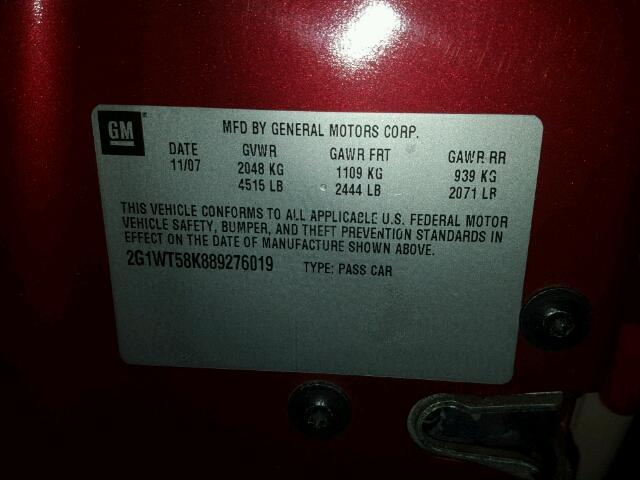 GM
MFD BY GENERAL MOTORS CORP.
DATE GVWR GAWR FRT GAWR RR
11/07 2048 KG 1109 KG 939 KG
4515 LB 2444 LB 2071 LB
THIS VEHICLE CONFORMS TO ALL APPLICABLE U.S. FEDERAL MOTOR
VEHICLE SAFETY, BUMPER, AND THEFT PREVENTION STANDARDS IN
EFFECT ON THE DATE OF MANUFACTURE SHOWN ABOVE.
2G1WT58K889276019 TYPE: PASS CAR